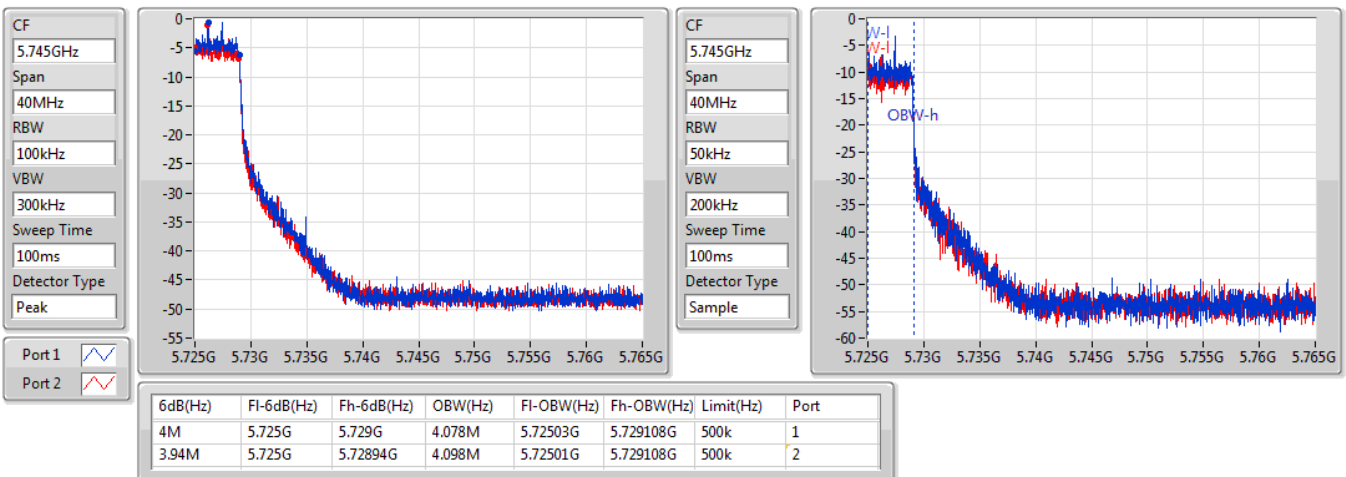 CF
5.745GHz
Span
40MHz
RBW
100kHz
VBW
300kHz
Sweep Time
100ms
Detector Type
Peak
Port 1
Port 2
0
-5
-10
-15
-20
-25
-30
-35
-40
-45
-50
-55
5.725G 5.73G 5.735G 5.74G 5.745G 5.75G 5.755G 5.76G 5.765G
CF
5.745GHz
Span
40MHz
RBW
50kHz
VBW
200kHz
Sweep Time
100ms
Detector Type
Sample
0
-5
-10
-15
-20
-25
-30
-35
-40
-45
-50
-55
-60
W-l
W-l
OBW-h
5.725G 5.73G 5.735G 5.74G 5.745G 5.75G 5.755G 5.76G 5.765G
6dB(Hz) Fl-6dB(Hz) Fh-6dB(Hz) OBW(Hz) Fl-OBW(Hz) Fh-OBW(Hz) Limit(Hz) Port
4M 5.725G 5.729G 4.078M 5.72503G 5.729108G 500k 1
3.94M 5.725G 5.72894G 4.098M 5.72501G 5.729108G 500k 2